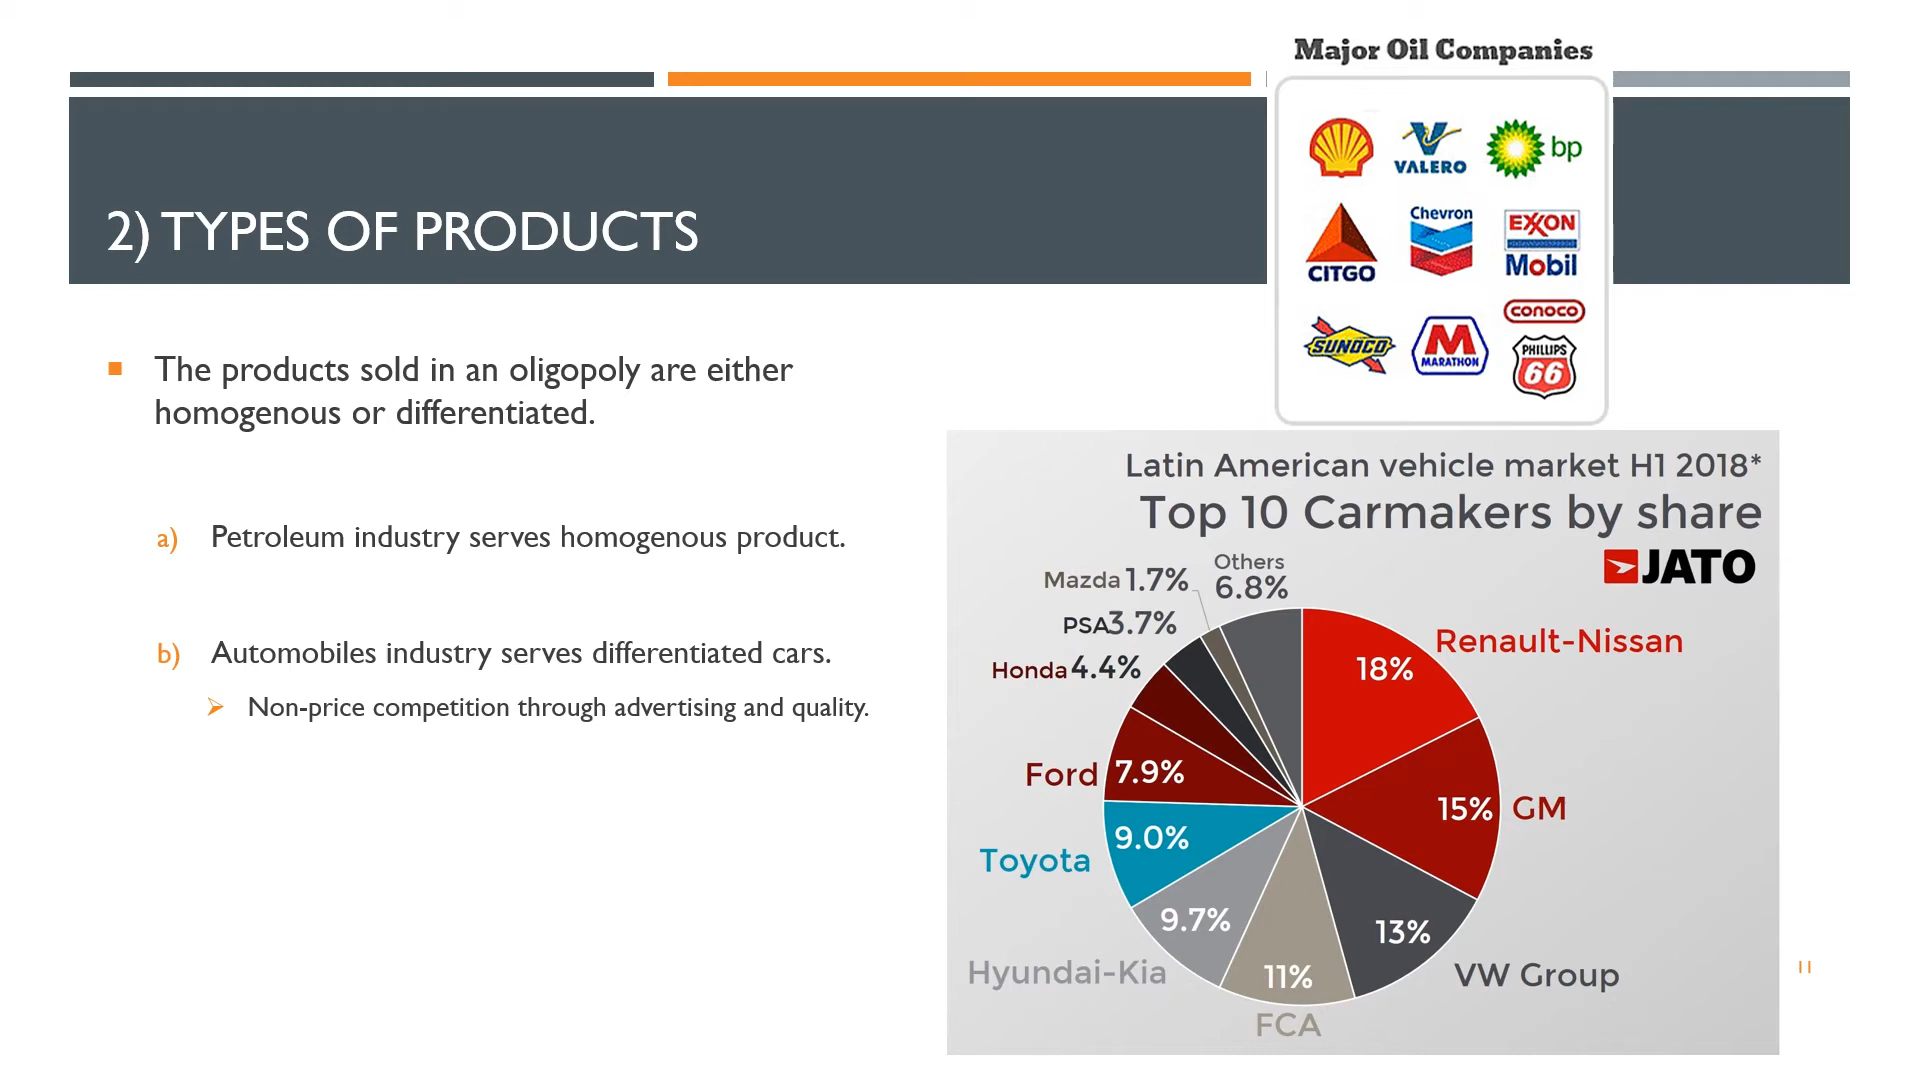 Major Oil Companies
VALERO
bp
CITGO
Chevron
EXXON
Mobil
SUNOCO
M
MARATHON
CONOCO
PHILLIPS
66
2) TYPES OF PRODUCTS
The products sold in an oligopoly are either
homogenous or differentiated.
a) Petroleum industry serves homogenous product.
b) Automobiles industry serves differentiated cars.
Non-price competition through advertising and quality.
Latin American vehicle market H1 2018*
Top 10 Carmakers by share
JATO
Others
6.8%
Mazda 1.7%
PSA 3.7%
Honda 4.4%
Ford 7.9%
Toyota 9.0%
Hyundai-Kia 9.7%
11%
FCA
13%
VW Group
15% GM
18% Renault-Nissan
11